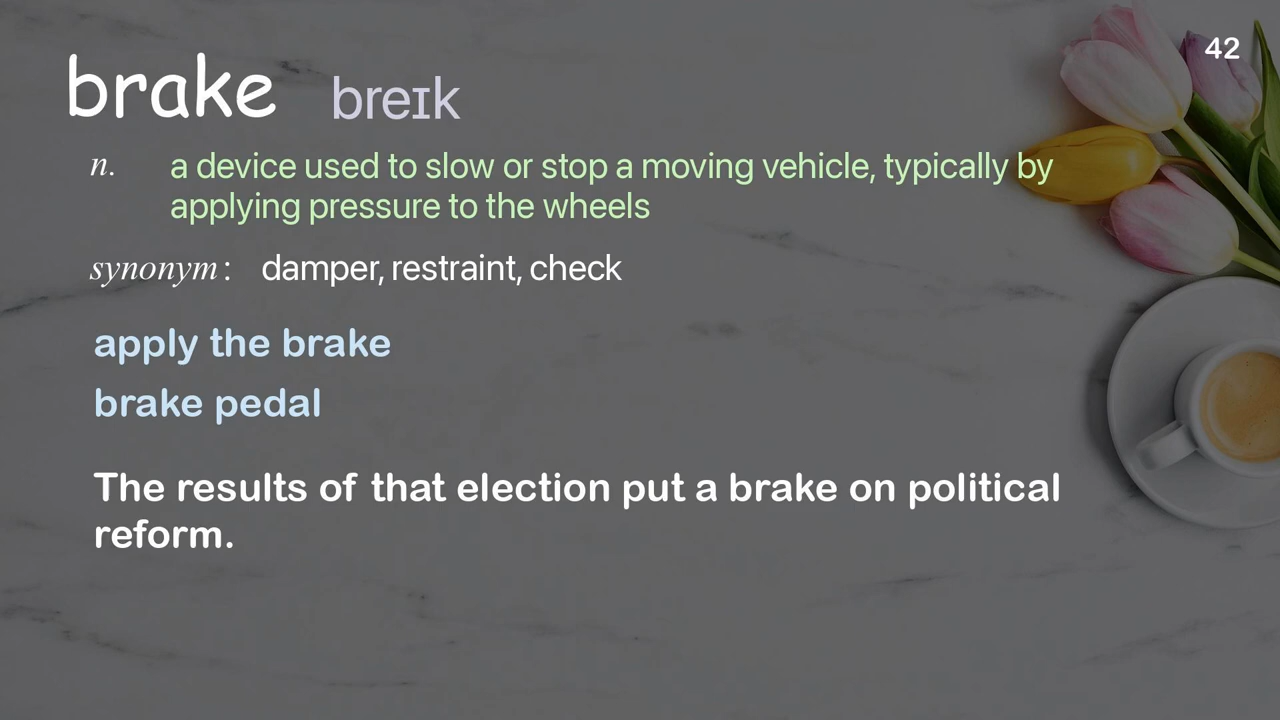 42
brake breɪk
n. a device used to slow or stop a moving vehicle, typically by
applying pressure to the wheels
synonym: damper, restraint, check
apply the brake
brake pedal
The results of that election put a brake on political
reform.